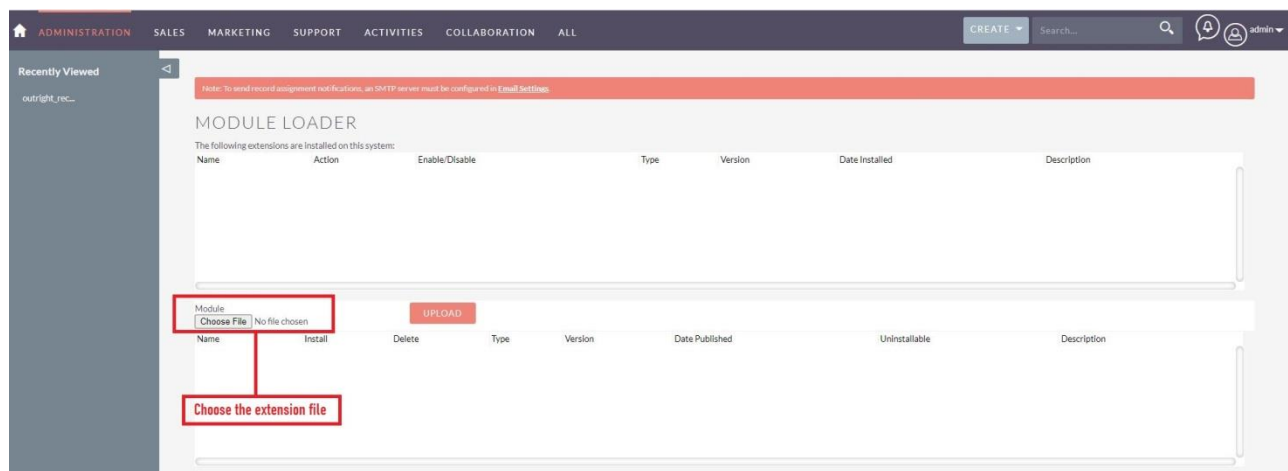 ADMINISTRATION SALES MARKETING SUPPORT ACTIVITIES COLLABORATION ALL CREATE Search... admin
Recently Viewed
outright_rec...
Note: To send record assignment notifications, an SMTP server must be configured in Email Settings.
MODULE LOADER
The following extensions are installed on this system:
Name Action Enable/Disable Type Version Date Installed Description
Module
Choose File No file chosen UPLOAD
Name Install Delete Type Version Date Published Uninstallable Description
Choose the extension file